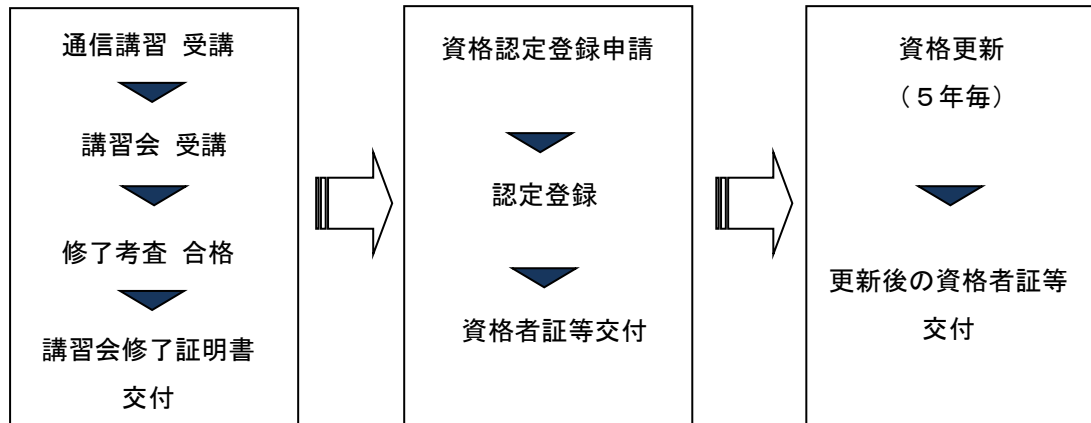 通信講習 受講
講習会 受講
修了考査 合格
講習会修了証明書
交付
資格認定登録申請
認定登録
資格者証等交付
資格更新
（５年毎）
更新後の資格者証等
交付